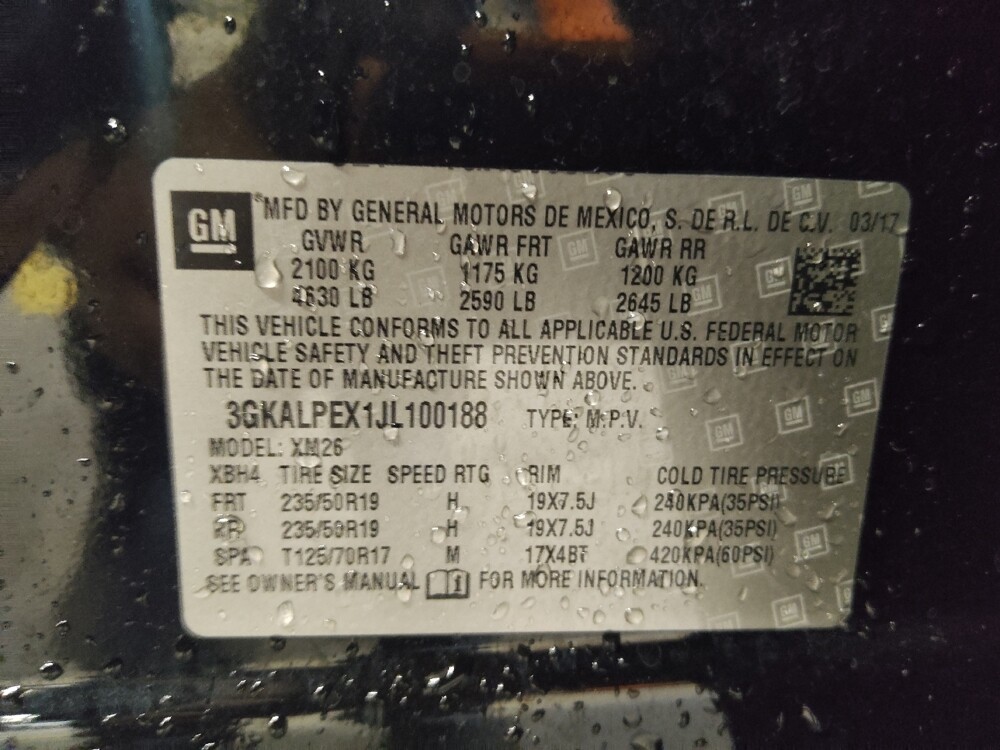 GM
MFD BY GENERAL MOTORS DE MEXICO, S. DE R.L. DE C.V. 03/17
GVWR GAWR FRT GAWR RR
2100 KG 1175 KG 1200 KG
4630 LB 2590 LB 2645 LB
THIS VEHICLE CONFORMS TO ALL APPLICABLE U.S. FEDERAL MOTOR
VEHICLE SAFETY AND THEFT PREVENTION STANDARDS IN EFFECT ON
THE DATE OF MANUFACTURE SHOWN ABOVE.
3GKALPEX1JL100188 TYPE: M.P.V.
MODEL: XM26
XBH4 TIRE SIZE SPEED RTG RIM COLD TIRE PRESSURE
FRT 235/50R19 H 19X7.5J 240KPA(35PSI)
RR 235/50R19 H 19X7.5J 240KPA(35PSI)
SPA T125/70R17 M 17X4BT 420KPA(60PSI)
SEE OWNER'S MANUAL FOR MORE INFORMATION.